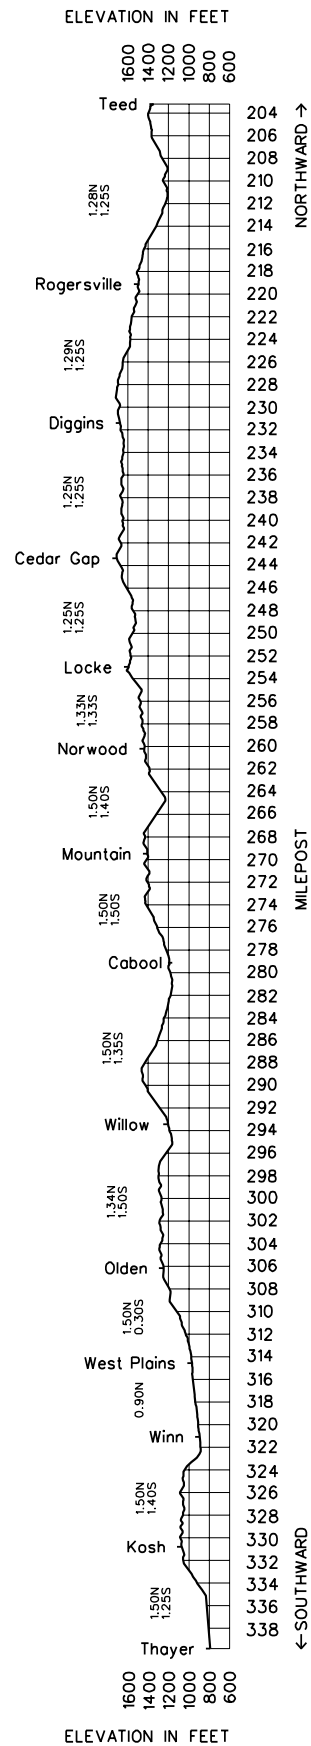 ELEVATION IN FEET
1600 1400 1200 1000 800 600
NORTHWARD →
Teed
204
206
208
210
1.28N
1.25S
212
214
216
218
Rogersville
220
222
224
1.29N
1.25S
226
228
230
Diggins
232
234
236
1.25N
1.25S
238
240
242
Cedar Gap
244
246
248
1.25N
1.25S
250
252
Locke
254
256
1.33N
1.33S
258
Norwood
260
262
264
1.50N
1.40S
266
268
Mountain
270
MILEPOST
272
274
1.50N
1.50S
276
278
Cabool
280
282
284
286
1.50N
1.35S
288
290
292
Willow
294
296
298
1.34N
1.50S
300
302
304
Olden
306
308
310
1.50N
0.30S
312
West Plains
314
316
0.90N
318
320
Winn
322
324
326
1.50N
1.40S
328
330
Kosh
332
334
1.50N
1.25S
336
338
← SOUTHWARD
Thayer
1600 1400 1200 1000 800 600
ELEVATION IN FEET